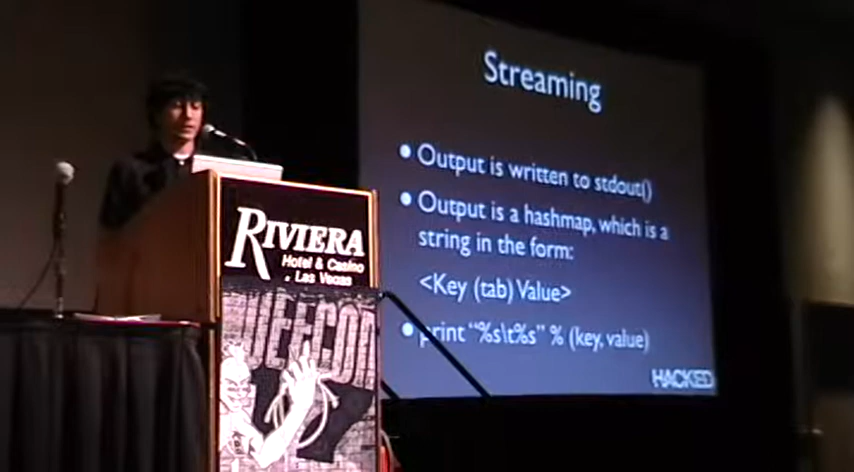 Streaming
• Output is written to stdout()
• Output is a hashmap, which is a
string in the form:
<Key (tab) Value>
• print "%s\t%s" % (key, value)
HACKED
RIVIERA
Hotel & Casino
Las Vegas
DEFCON